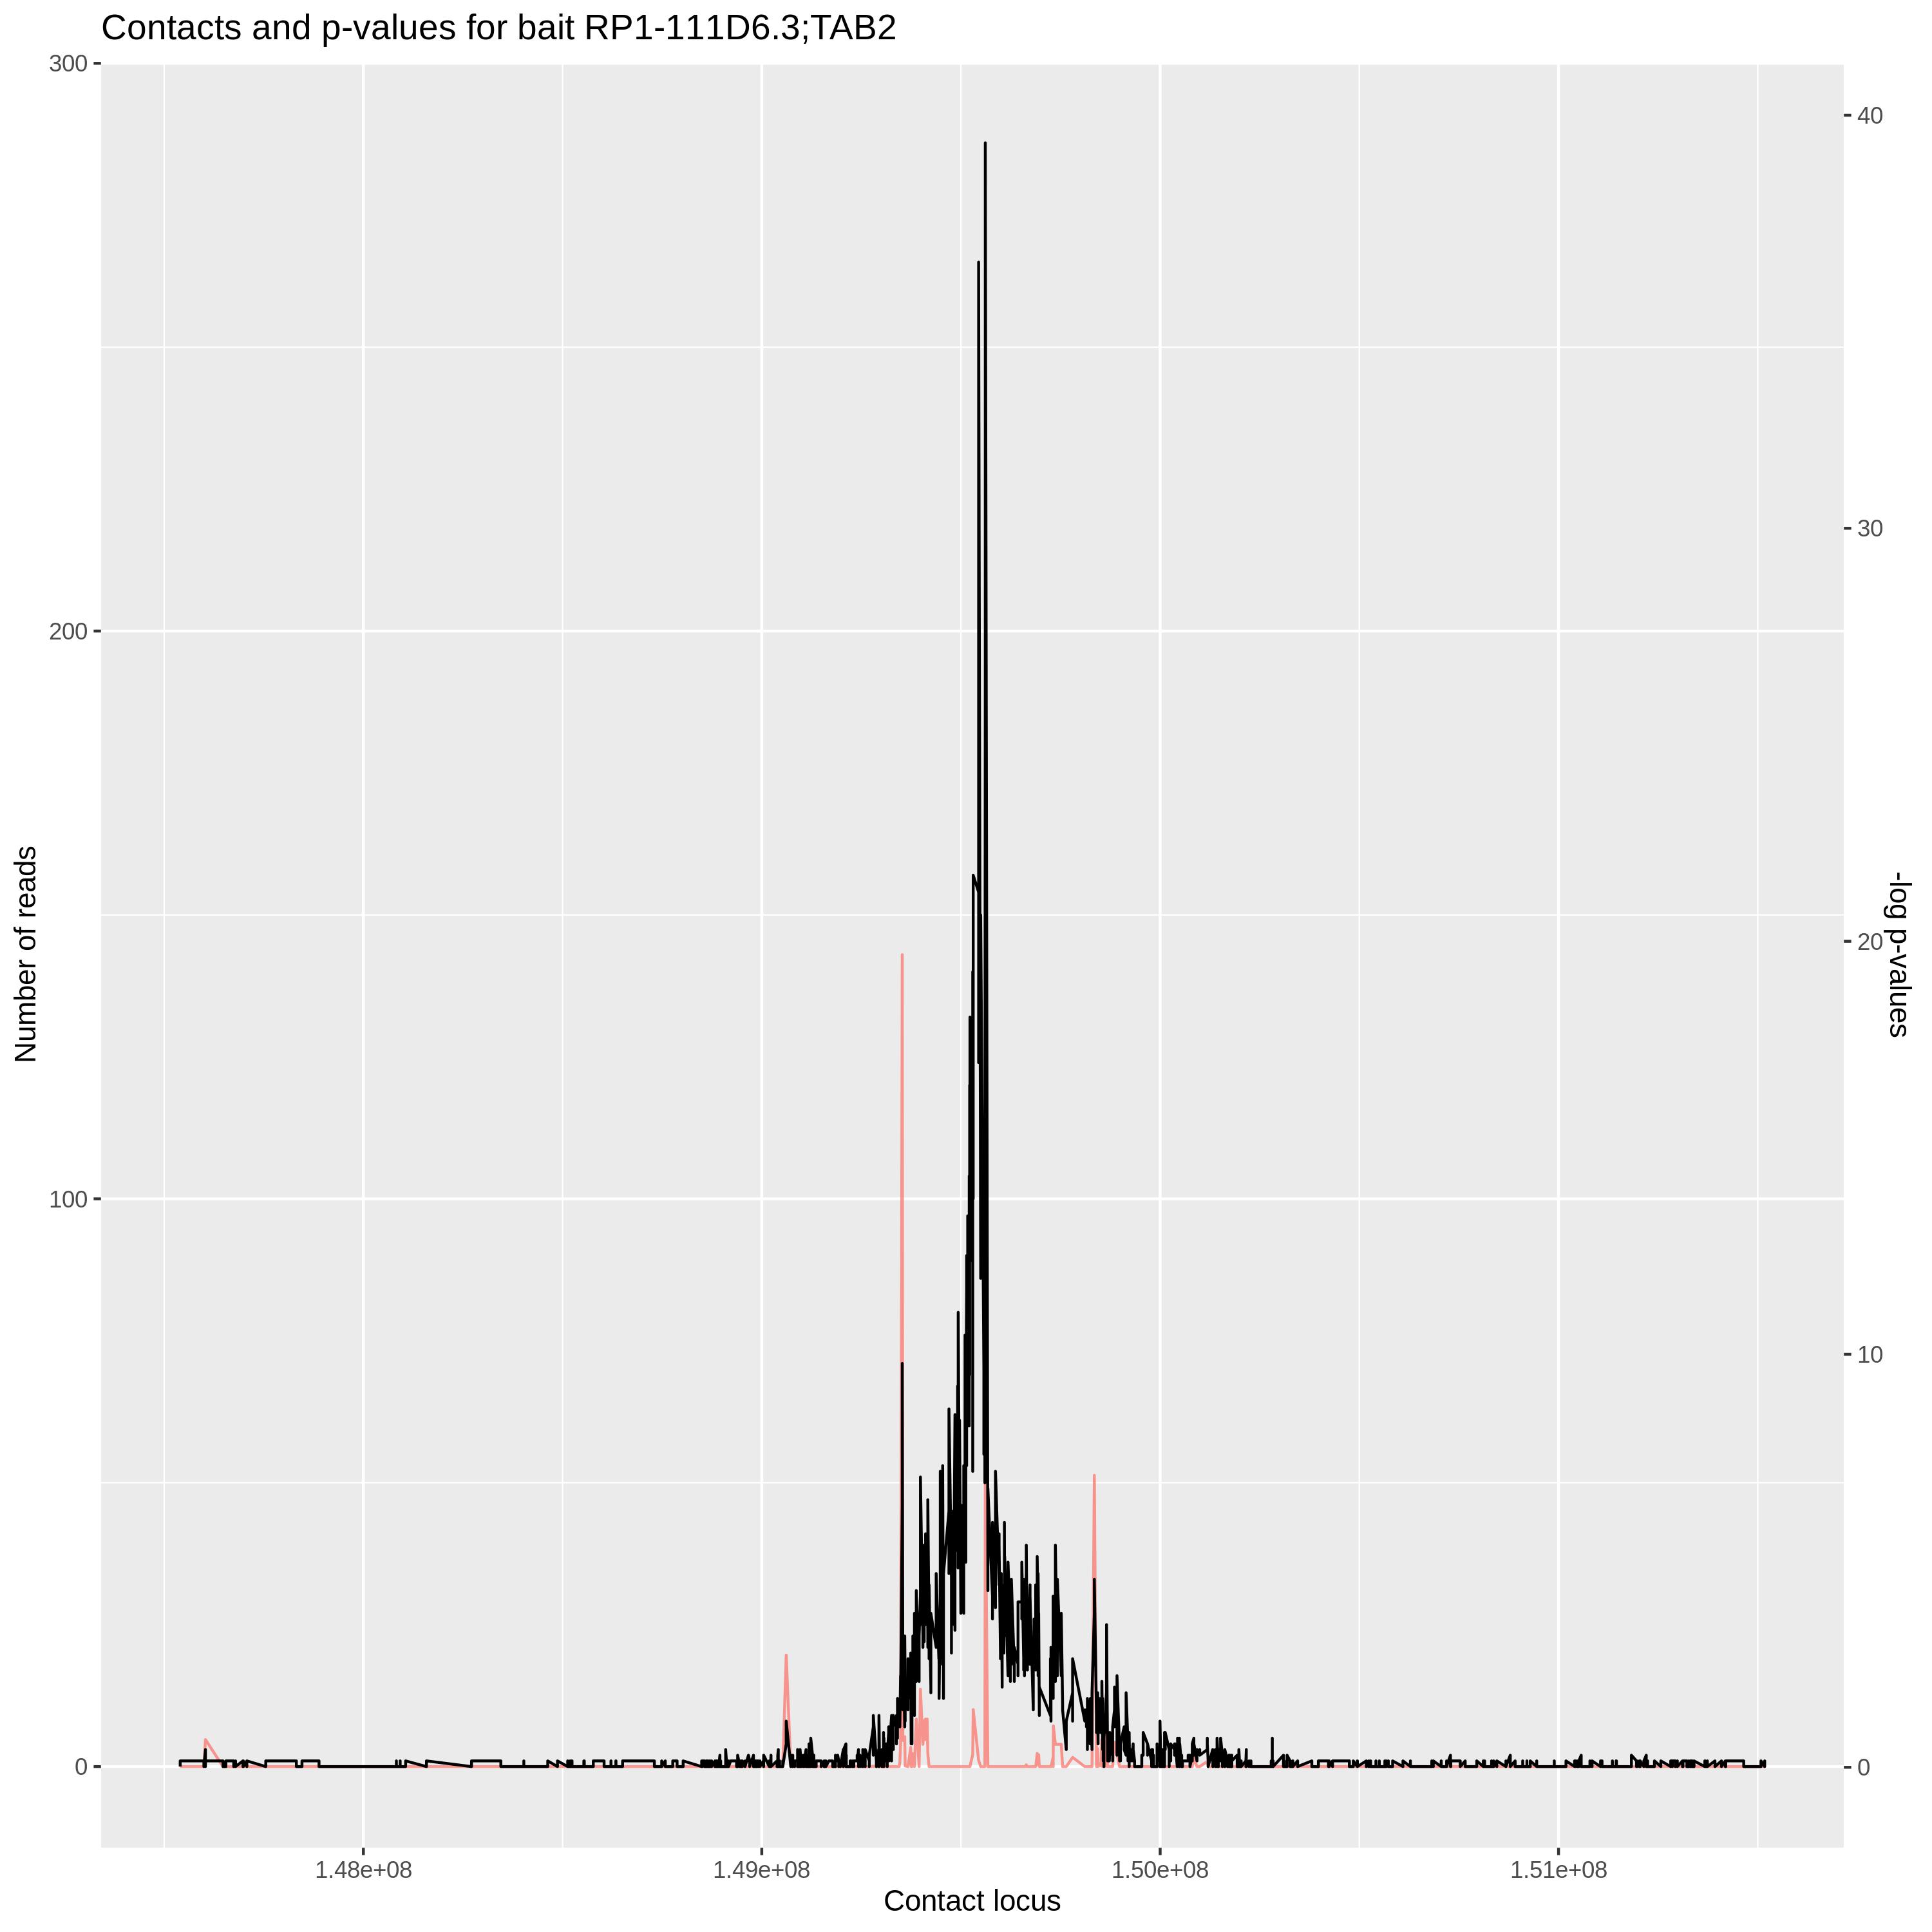 Contacts and p-values for bait RP1-111D6.3;TAB2
300
200
100
0
Number of reads
40
30
20
10
0
-log p-values
1.48e+08
1.49e+08
1.50e+08
1.51e+08
Contact locus